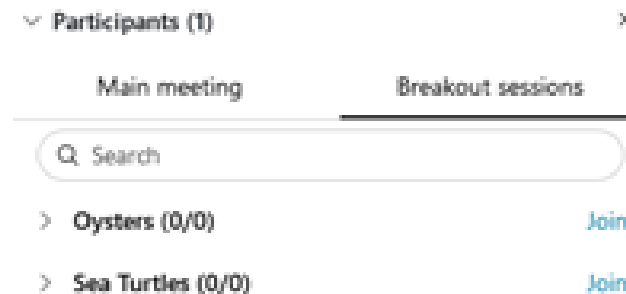 Participants (1)
Main meeting Breakout sessions
Search
Oysters (0/0) Join
Sea Turtles (0/0) Join